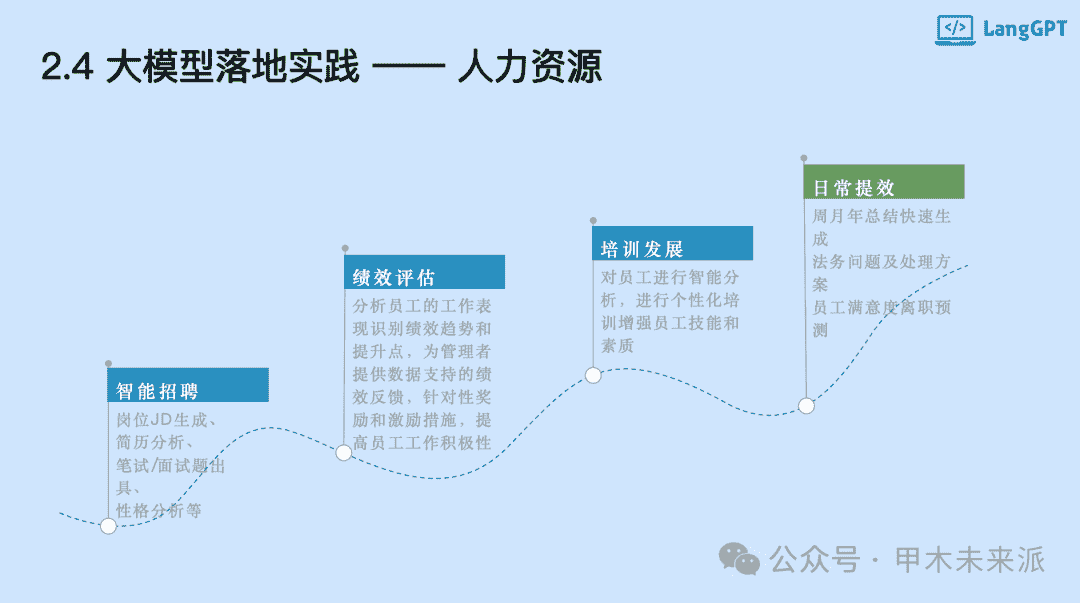 </> LangGPT
2.4 大模型落地实践 —— 人力资源
智能招聘
岗位JD生成、
简历分析、
笔试/面试题出
具、
性格分析等
绩效评估
分析员工的工作表
现识别绩效趋势和
提升点，为管理者
提供数据支持的绩
效反馈，针对性奖
励和激励措施，提
高员工工作积极性
培训发展
对员工进行智能分
析，进行个性化培
训增强员工技能和
素质
日常提效
周月年总结快速生
成
法务问题及处理方
案
员工满意度离职预
测
公众号 · 甲木未来派